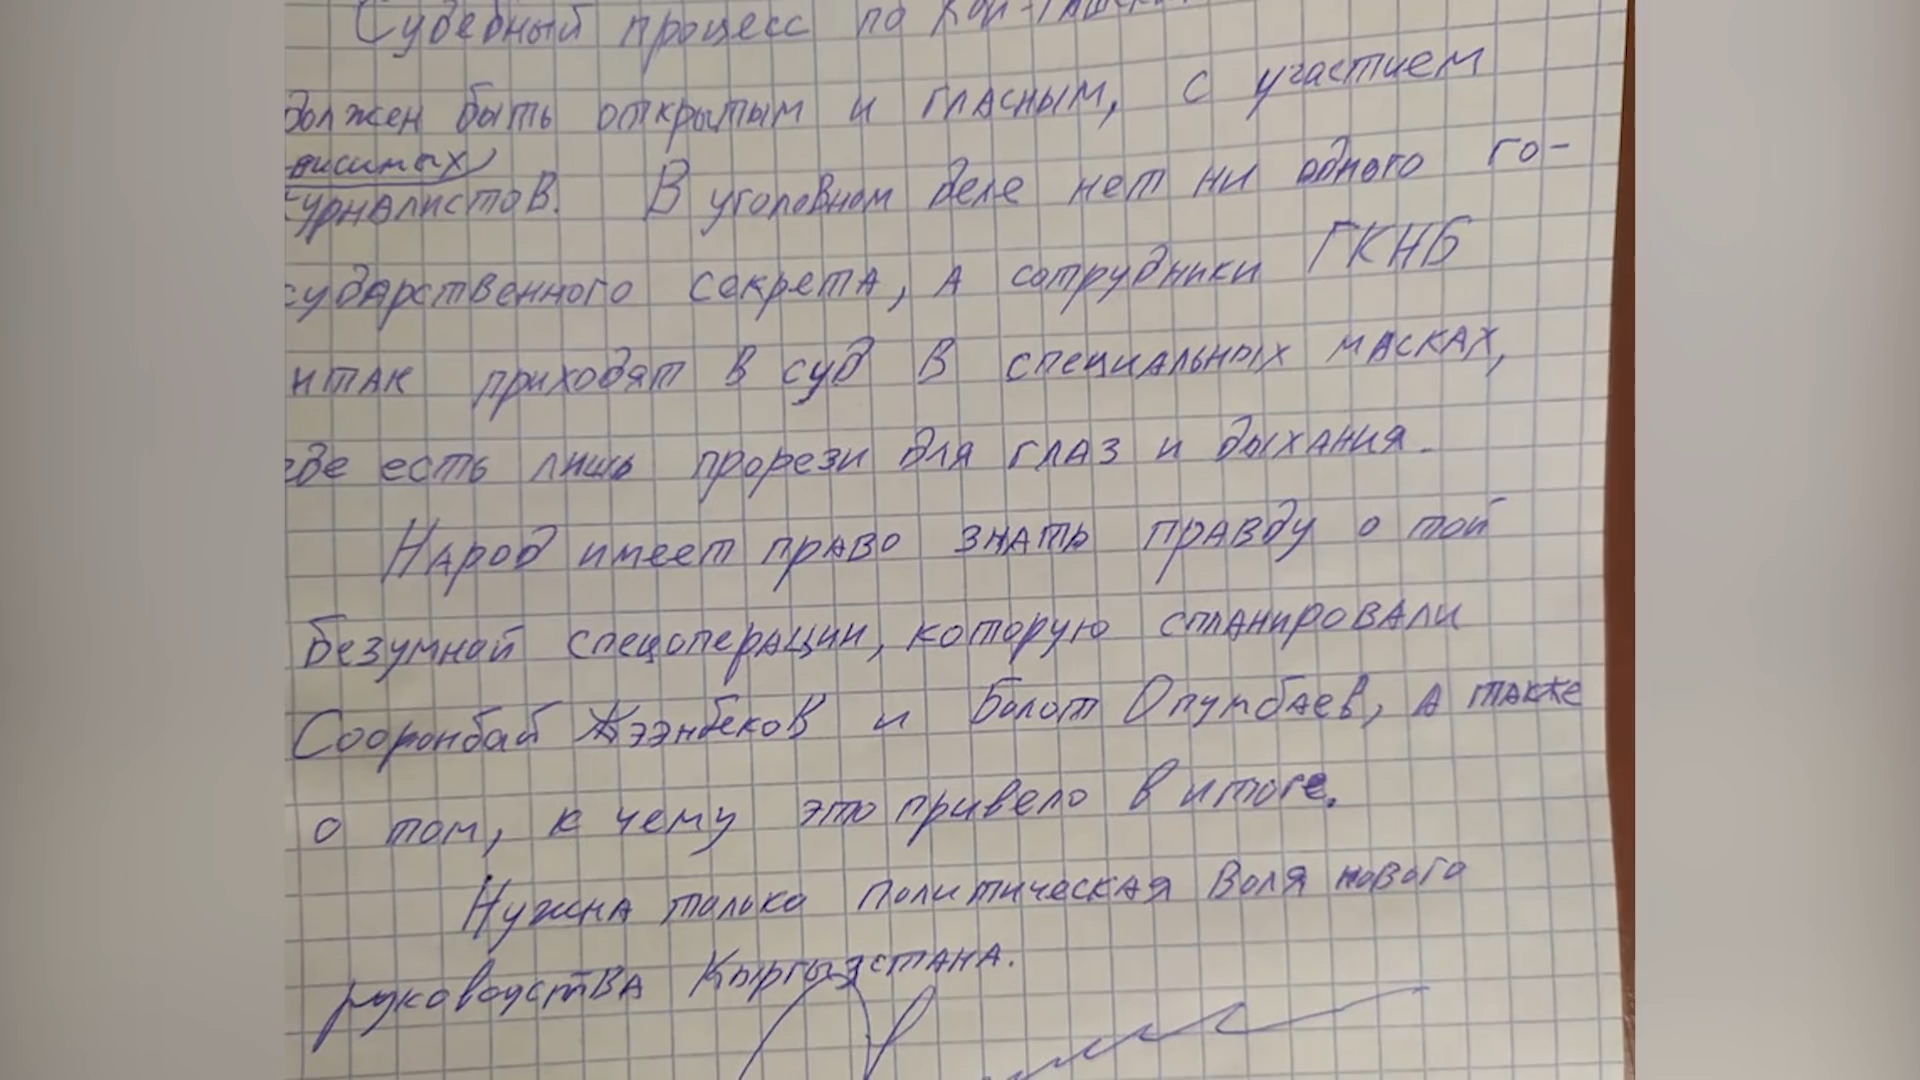 Судебный процесс по Кой-Таш
должен быть открытым и гласным, с участием
висимых
журналистов. В уголовном деле нет ни одного го-
сударственного секрета, а сотрудники ГКНБ
итак приходят в суд в специальных масках,
где есть лишь прорези для глаз и дыхания.
Народ имеет право знать правду о той
безумной спецоперации, которую спланировали
Сооронбай Жээнбеков и Болот Опумбаев, а также
о том, к чему это привело в итоге.
Нужна только политическая воля нового
руководства Кыргызстана.